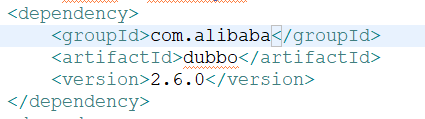 <dependency>
<groupId>com.alibaba</groupId>
<artifactId>dubbo</artifactId>
<version>2.6.0</version>
</dependency>